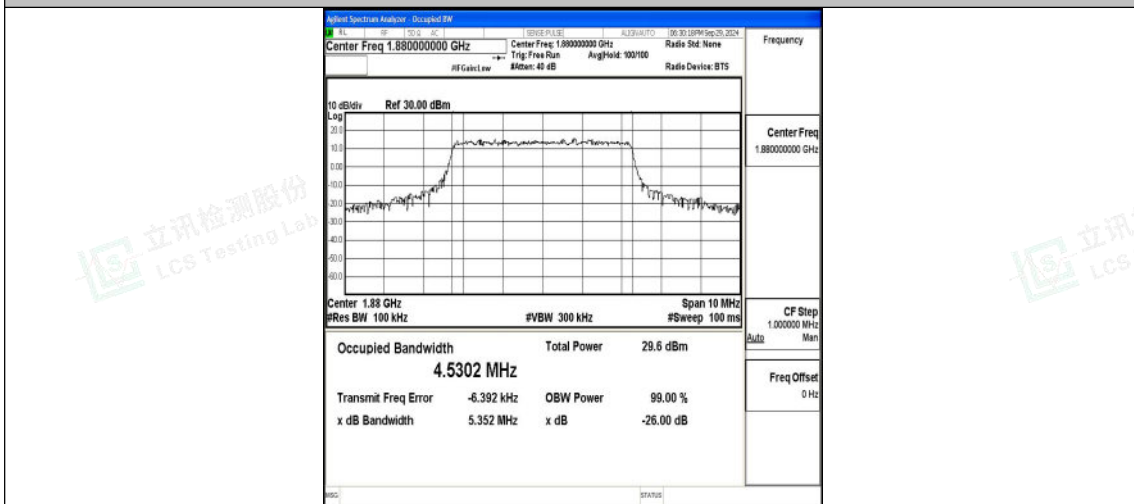 Agilent Spectrum Analyzer - Occupied BW
RL RF 50 Ω AC SENSE:PULSE ALIGNAUTO 06:30:18PM Sep 29, 2024
Center Freq 1.880000000 GHz
Center Freq: 1.880000000 GHz
Radio Std: None
Trig: Free Run Avg|Hold: 100/100
#IFGain:Low #Atten: 40 dB Radio Device: BTS
Frequency
10 dB/div Ref 30.00 dBm
Log
20.0
10.0
0.00
-10.0
-20.0
-30.0
-40.0
-50.0
-60.0
Center 1.88 GHz Span 10 MHz
#Res BW 100 kHz #VBW 300 kHz #Sweep 100 ms
Occupied Bandwidth Total Power 29.6 dBm
4.5302 MHz
Transmit Freq Error -6.392 kHz OBW Power 99.00 %
x dB Bandwidth 5.352 MHz x dB -26.00 dB
Center Freq
1.880000000 GHz
CF Step
1.000000 MHz
Auto Man
Freq Offset
0 Hz
MSG STATUS
立讯检测股份
LCS Testing Lab
立讯
LCS